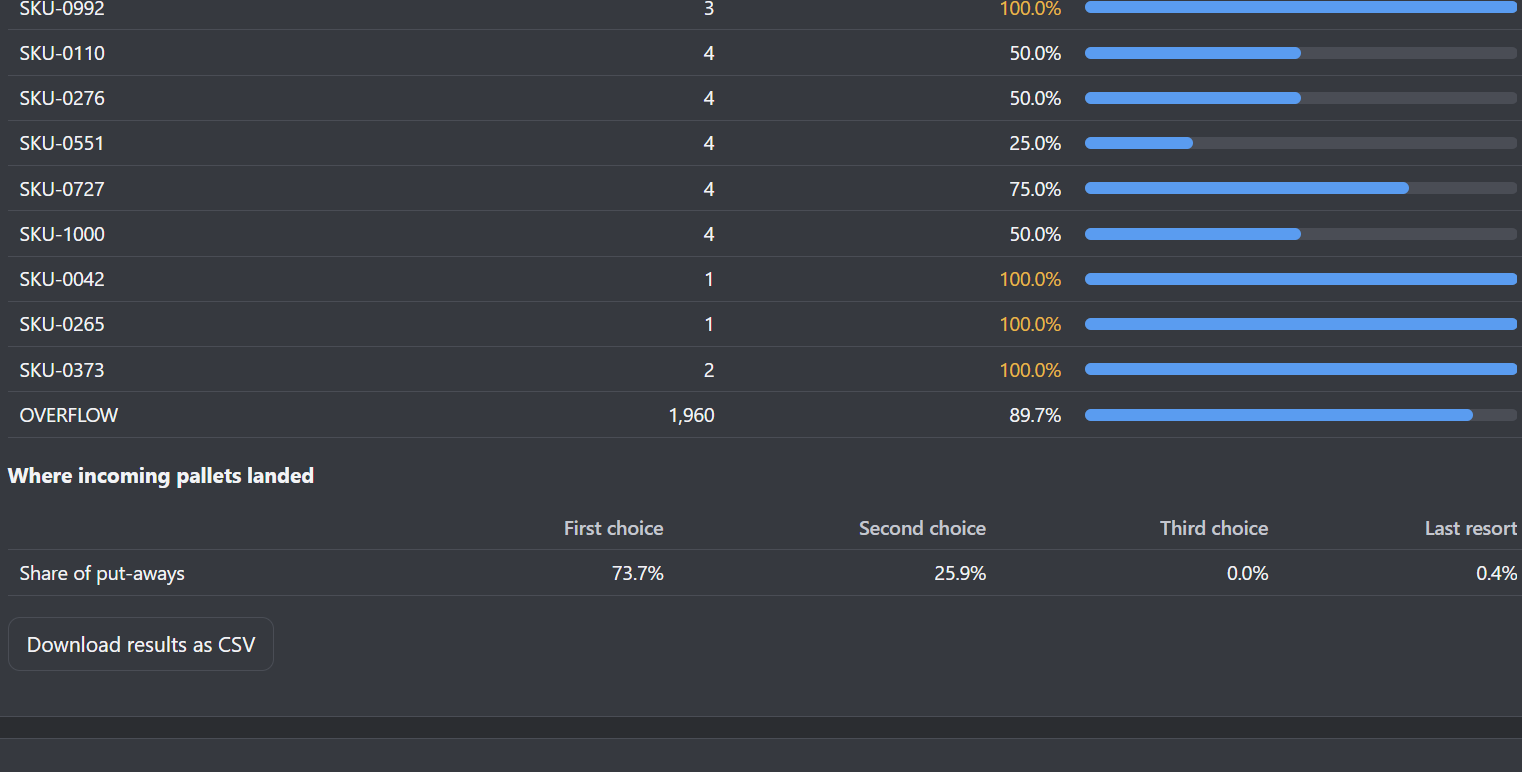 SKU-0992 3 100.0%
SKU-0110 4 50.0%
SKU-0276 4 50.0%
SKU-0551 4 25.0%
SKU-0727 4 75.0%
SKU-1000 4 50.0%
SKU-0042 1 100.0%
SKU-0265 1 100.0%
SKU-0373 2 100.0%
OVERFLOW 1,960 89.7%
Where incoming pallets landed
First choice Second choice Third choice Last resort
Share of put-aways 73.7% 25.9% 0.0% 0.4%
Download results as CSV